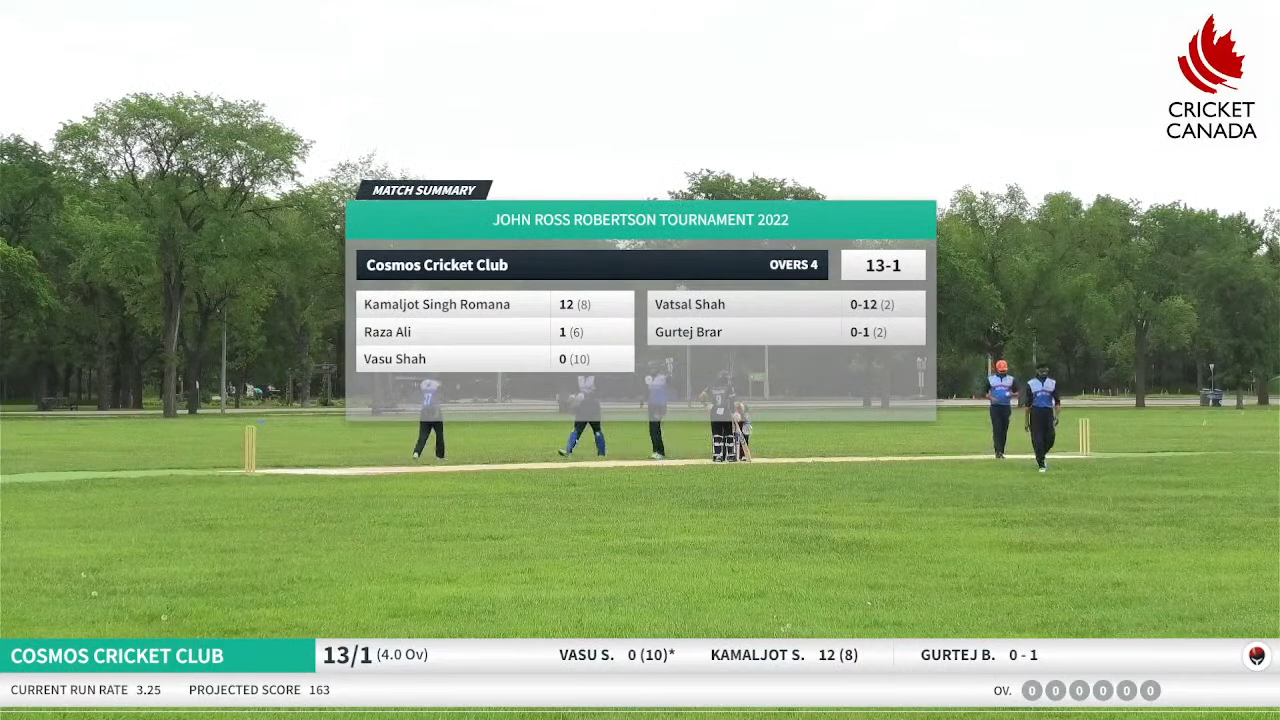 CRICKET
CANADA
MATCH SUMMARY
JOHN ROSS ROBERTSON TOURNAMENT 2022
Cosmos Cricket Club OVERS 4 13-1
Kamaljot Singh Romana 12 (8) Vatsal Shah 0-12 (2)
Raza Ali 1 (6) Gurtej Brar 0-1 (2)
Vasu Shah 0 (10)
37
9
COSMOS CRICKET CLUB 13/1 (4.0 Ov) VASU S. 0 (10)* KAMALJOT S. 12 (8) GURTEJ B. 0 - 1
CURRENT RUN RATE 3.25 PROJECTED SCORE 163 OV. 0 0 0 0 0 0